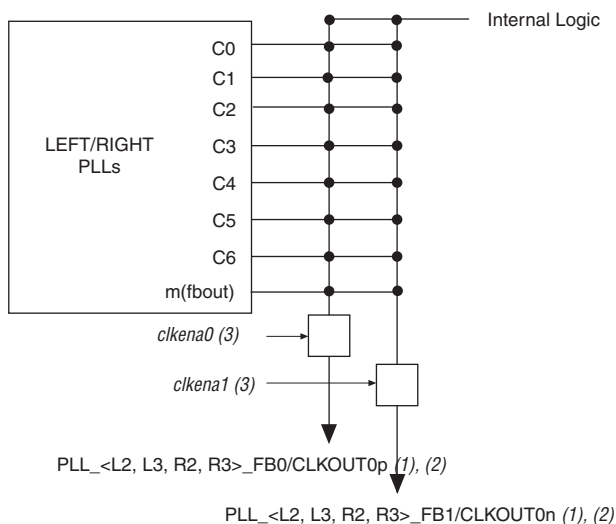 Internal Logic
C0
C1
C2
LEFT/RIGHT
PLLs
C3
C4
C5
C6
m(fbout)
clkena0 (3)
clkena1 (3)
PLL_<L2, L3, R2, R3>_FB0/CLKOUT0p (1), (2)
PLL_<L2, L3, R2, R3>_FB1/CLKOUT0n (1), (2)